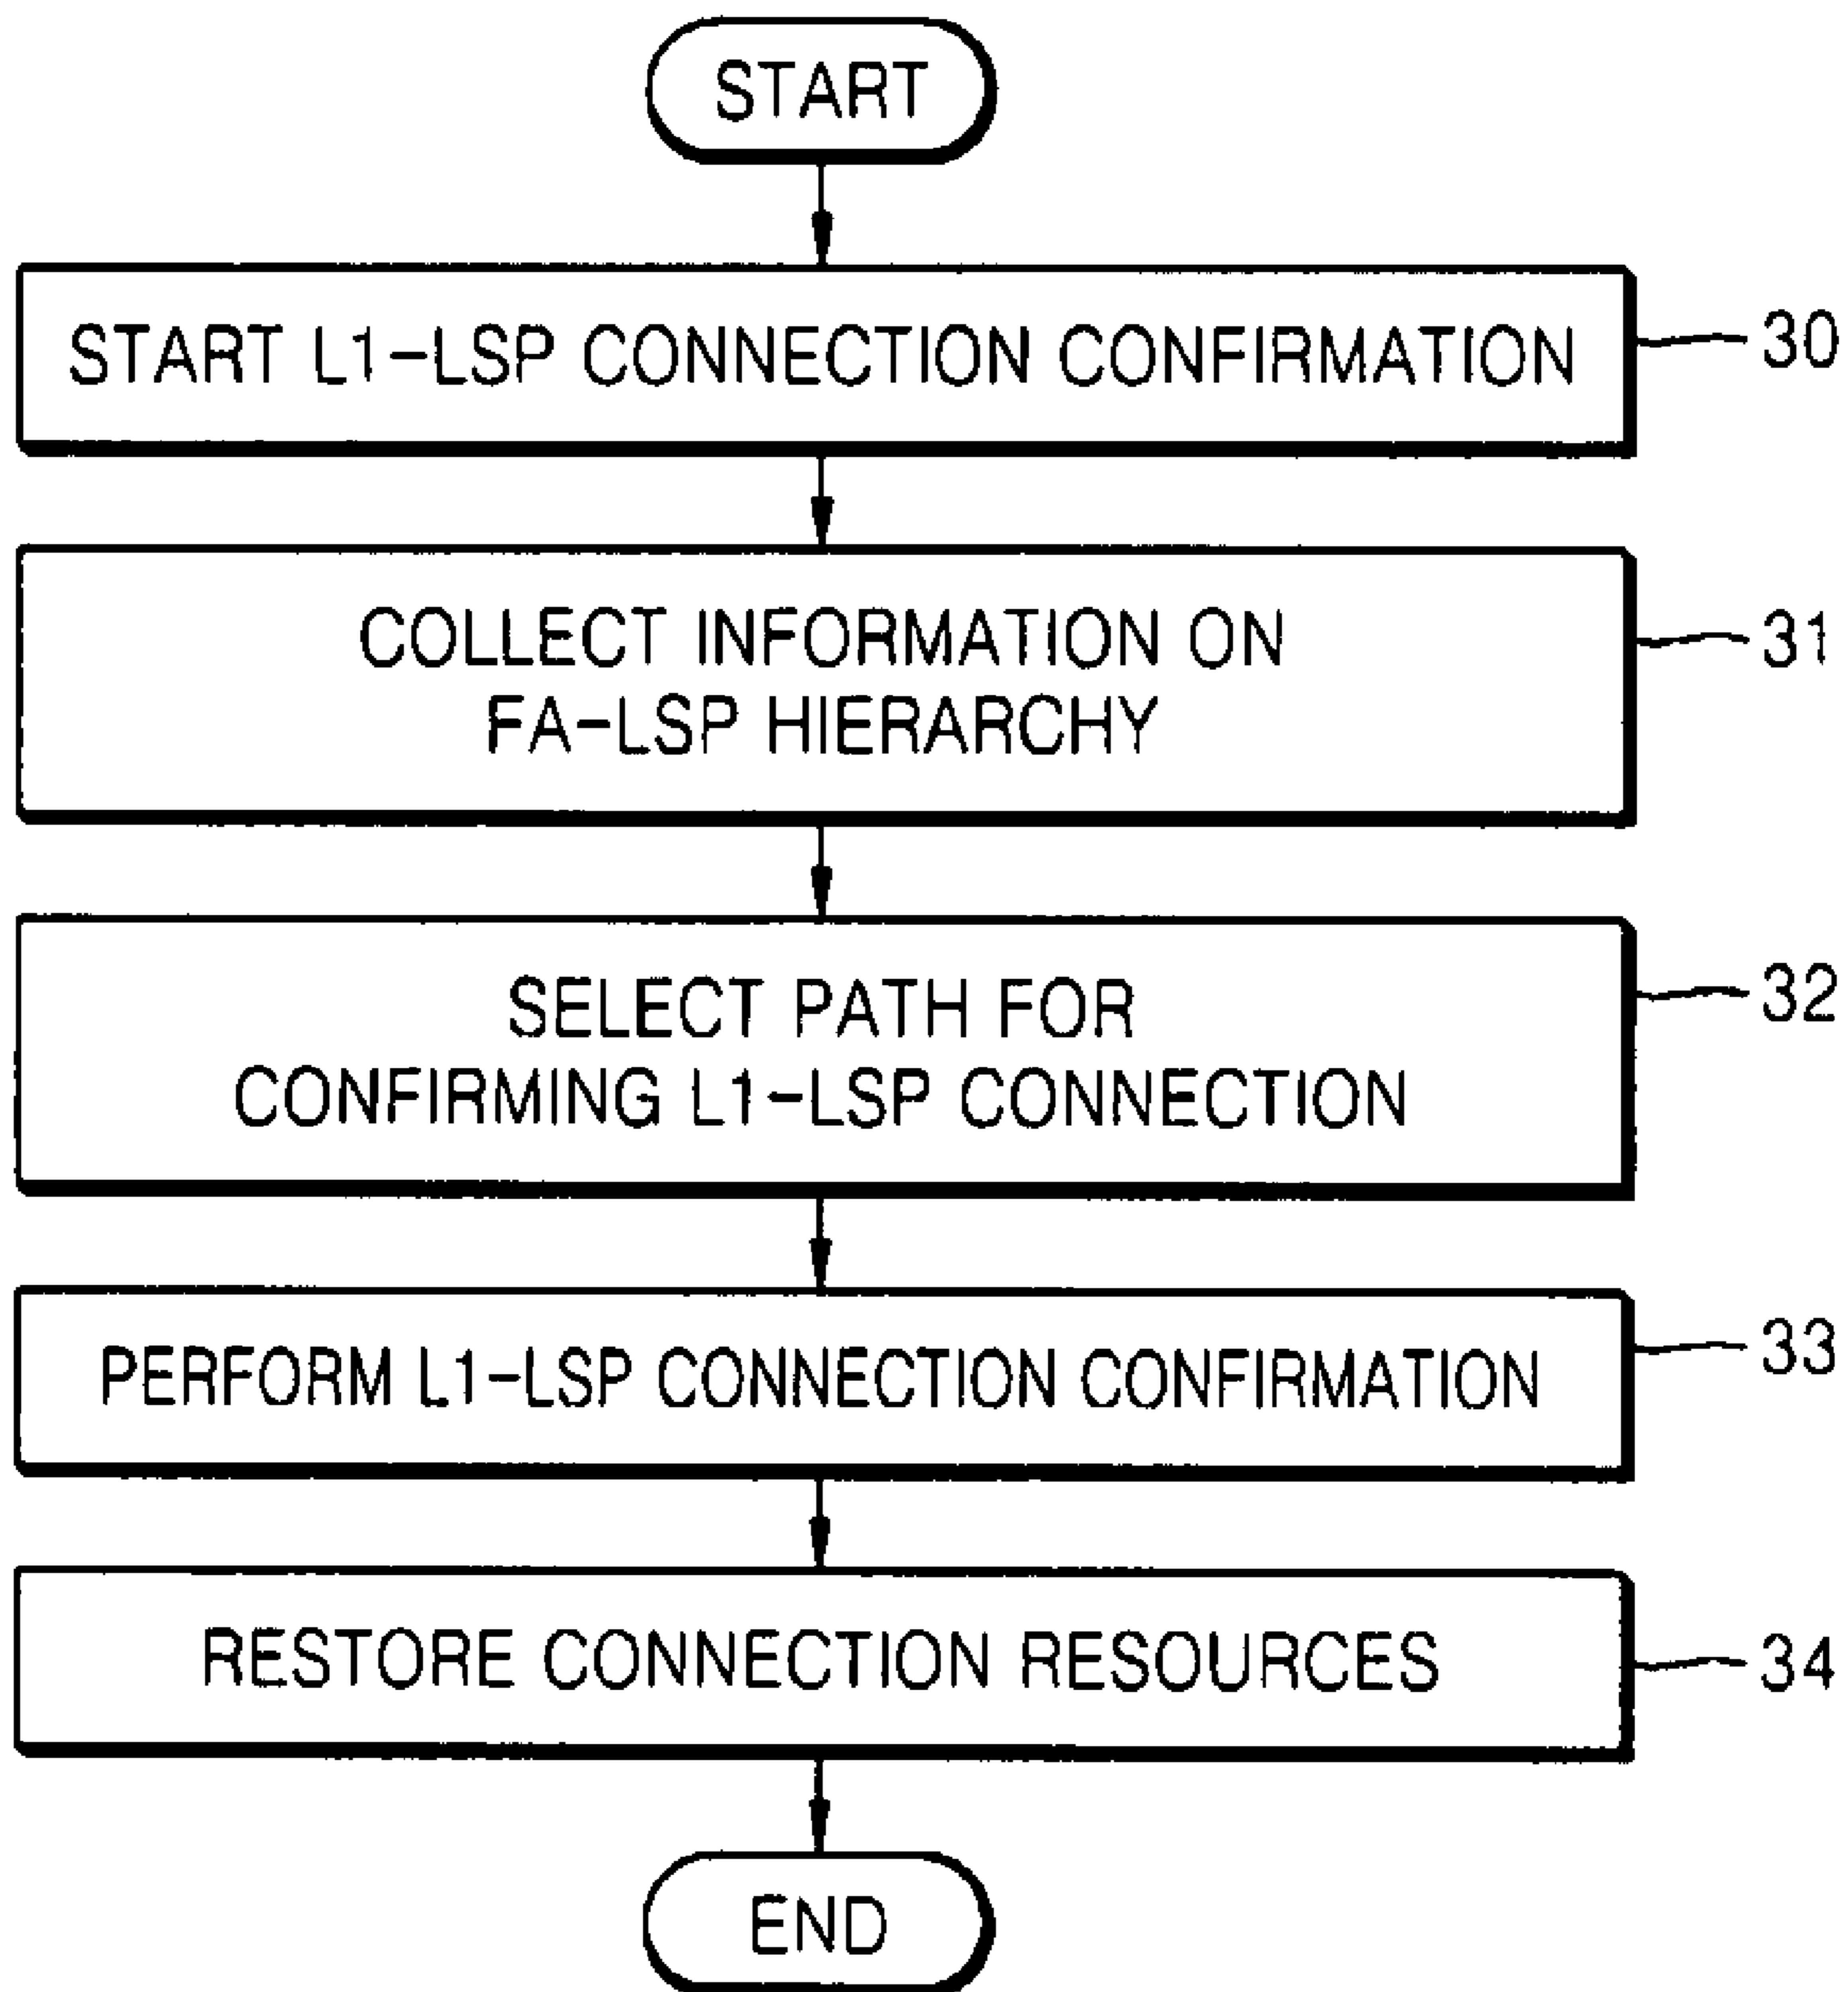 START
START L1-LSP CONNECTION CONFIRMATION
30
COLLECT INFORMATION ON
FA-LSP HIERARCHY
31
SELECT PATH FOR
CONFIRMING L1-LSP CONNECTION
32
PERFORM L1-LSP CONNECTION CONFIRMATION
33
RESTORE CONNECTION RESOURCES
34
END